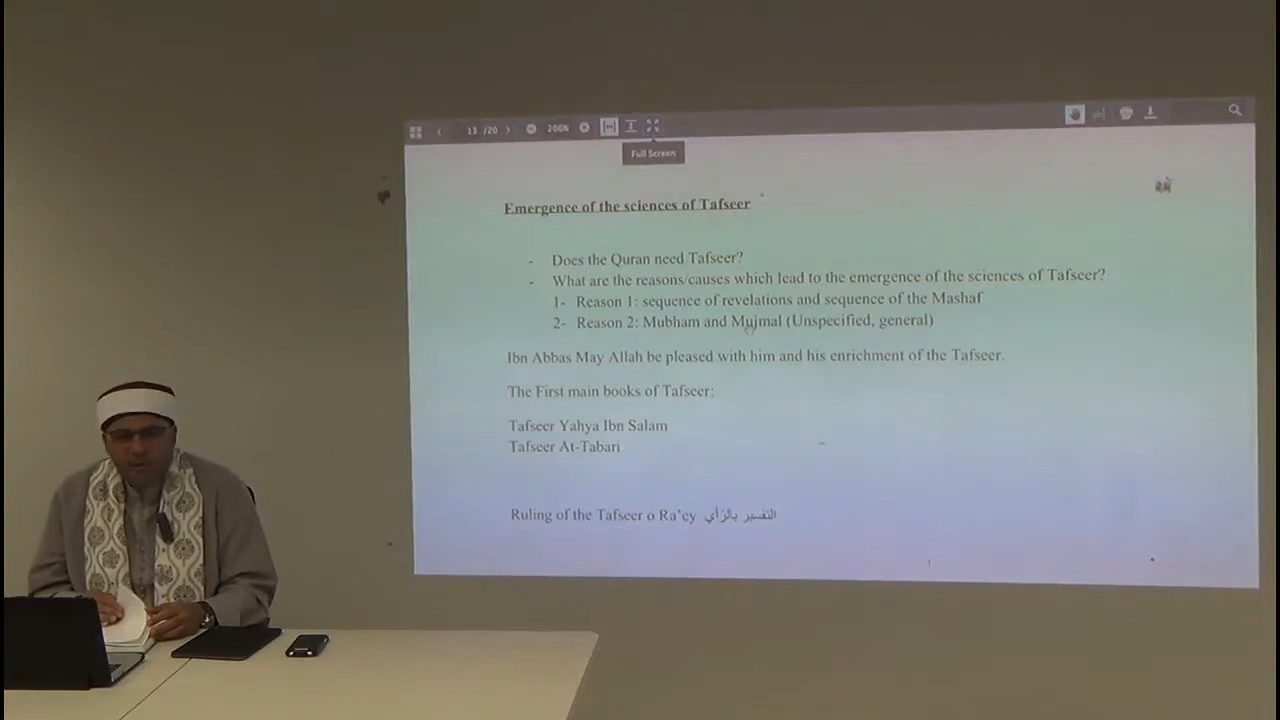 13 /20
206%
Full Screen
Emergence of the sciences of Tafseer
- Does the Quran need Tafseer?
- What are the reasons/causes which lead to the emergence of the sciences of Tafseer?
1- Reason 1: sequence of revelations and sequence of the Mashaf
2- Reason 2: Mubham and Mujmal (Unspecified, general)
Ibn Abbas May Allah be pleased with him and his enrichment of the Tafseer.
The First main books of Tafseer:
Tafseer Yahya Ibn Salam
Tafseer At-Tabari
Ruling of the Tafseer o Ra'ey التفسير بالرأي